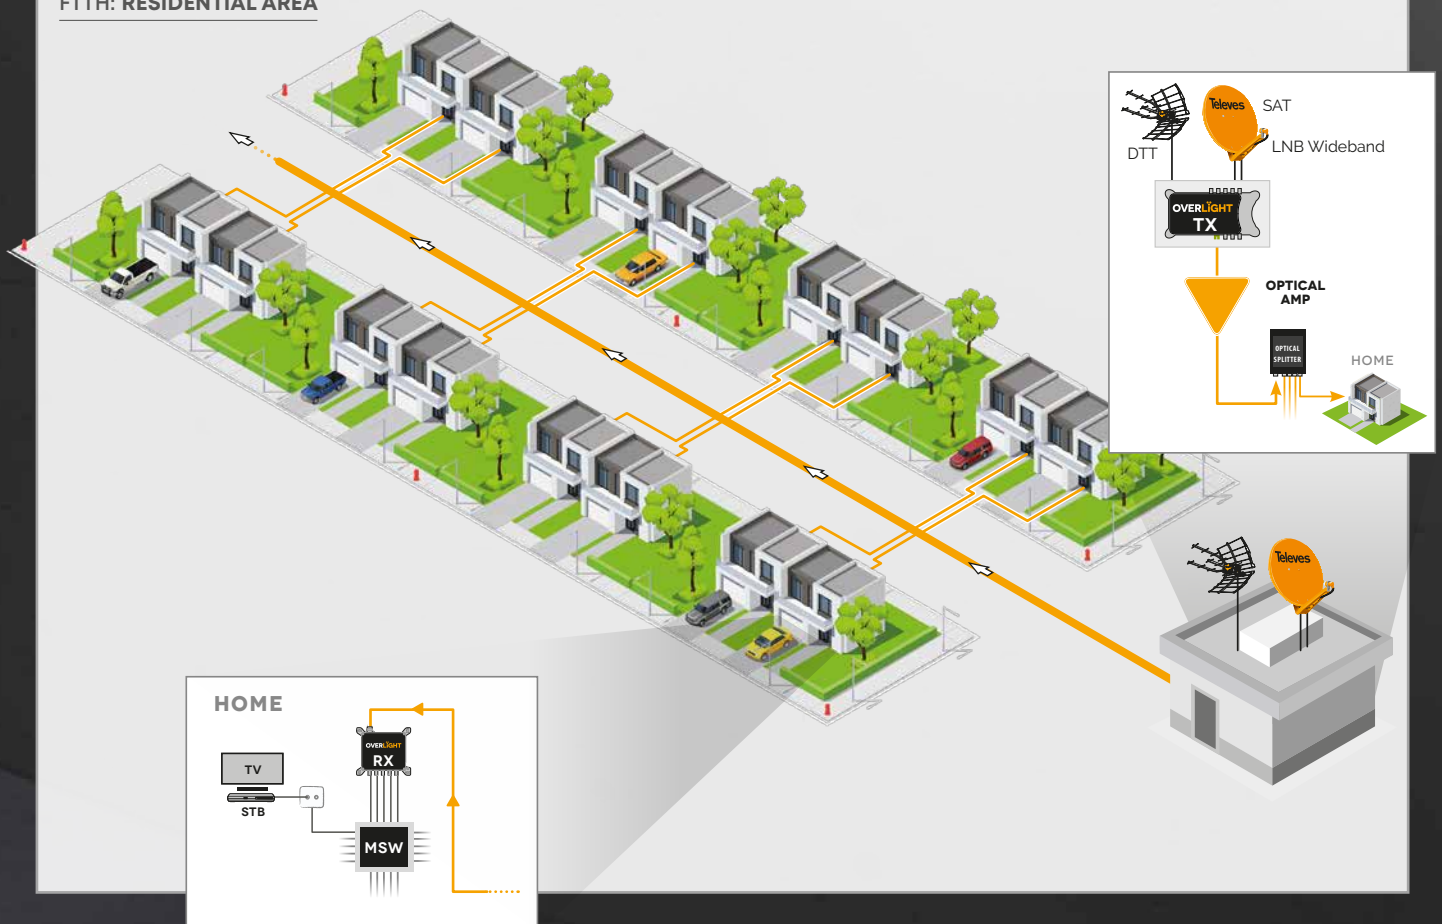 FTTH: RESIDENTIAL AREA
Televes
SAT
LNB Wideband
DTT
OVERLIGHT
TX
OPTICAL
AMP
OPTICAL
SPLITTER
HOME
Televes
HOME
OVERLIGHT
RX
TV
STB
MSW